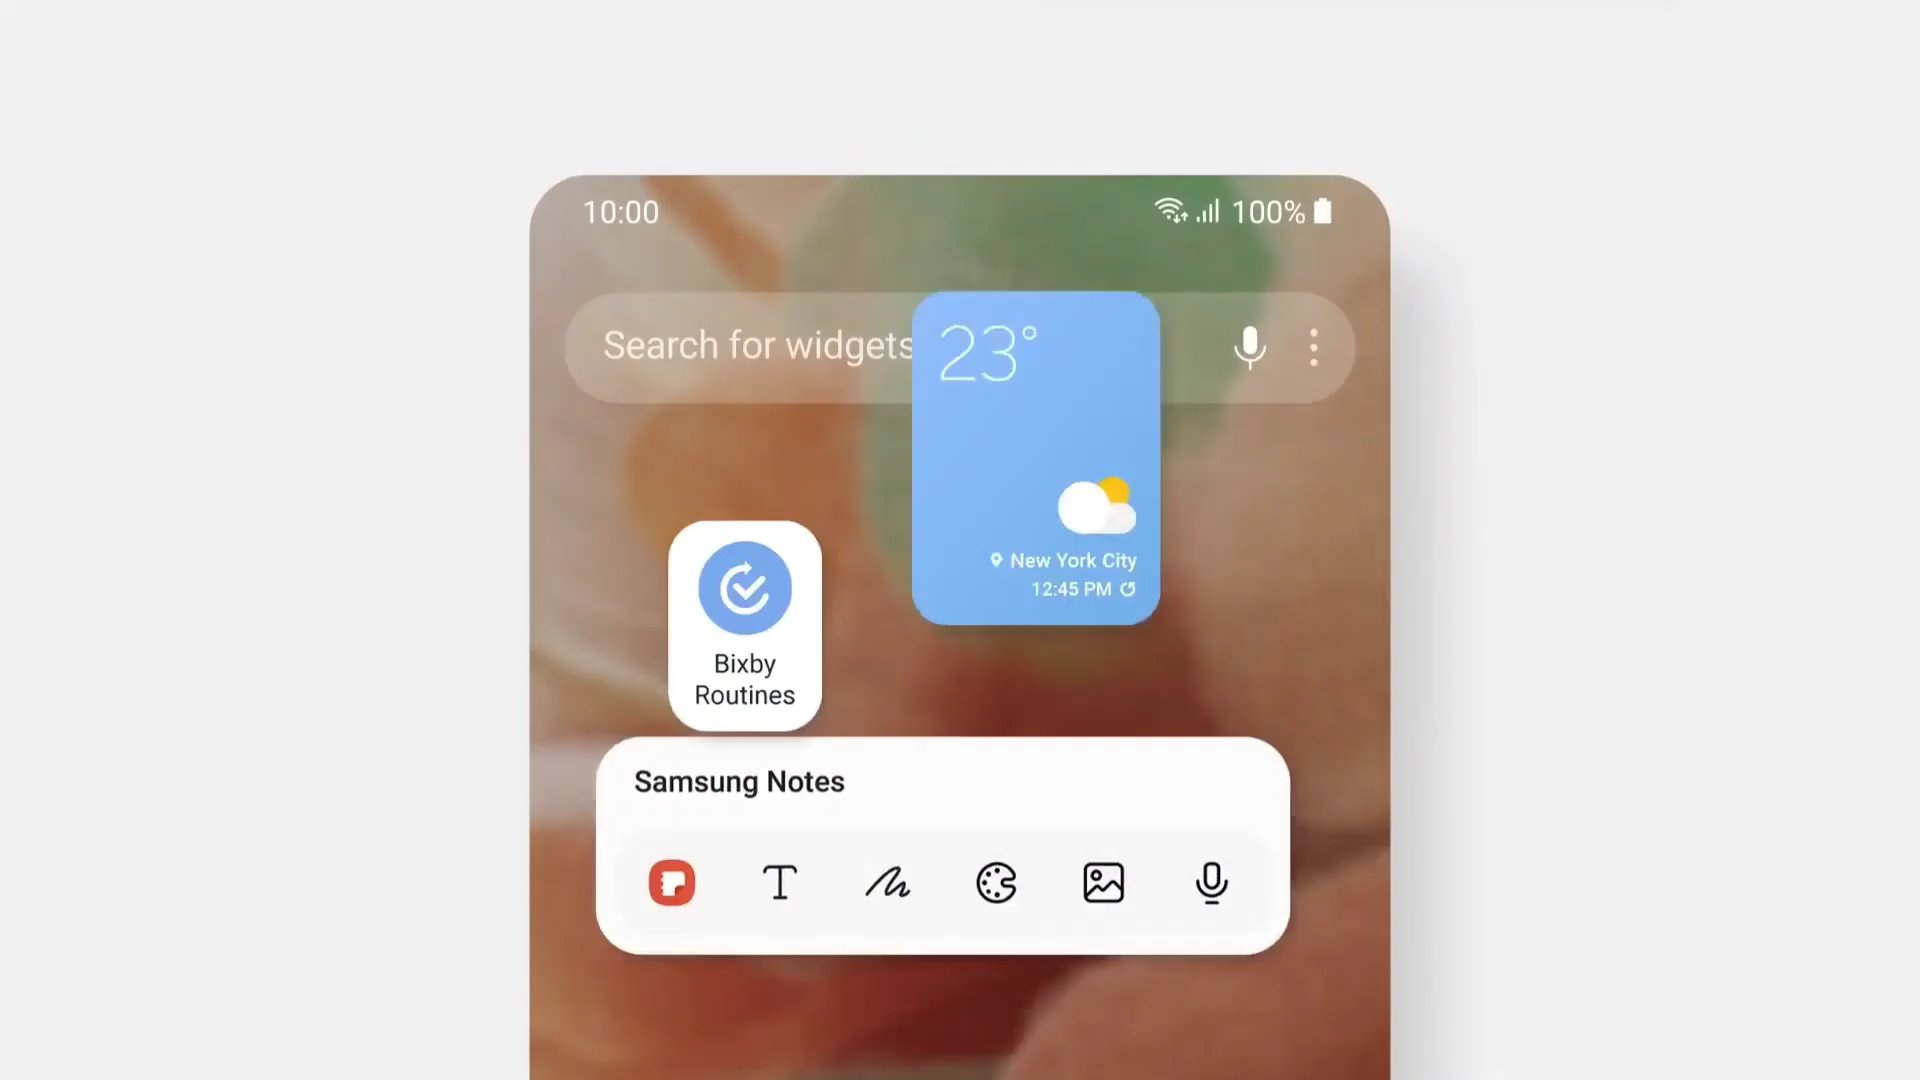 10:00
100%
Search for widgets
23°
New York City
12:45 PM
Bixby
Routines
Samsung Notes